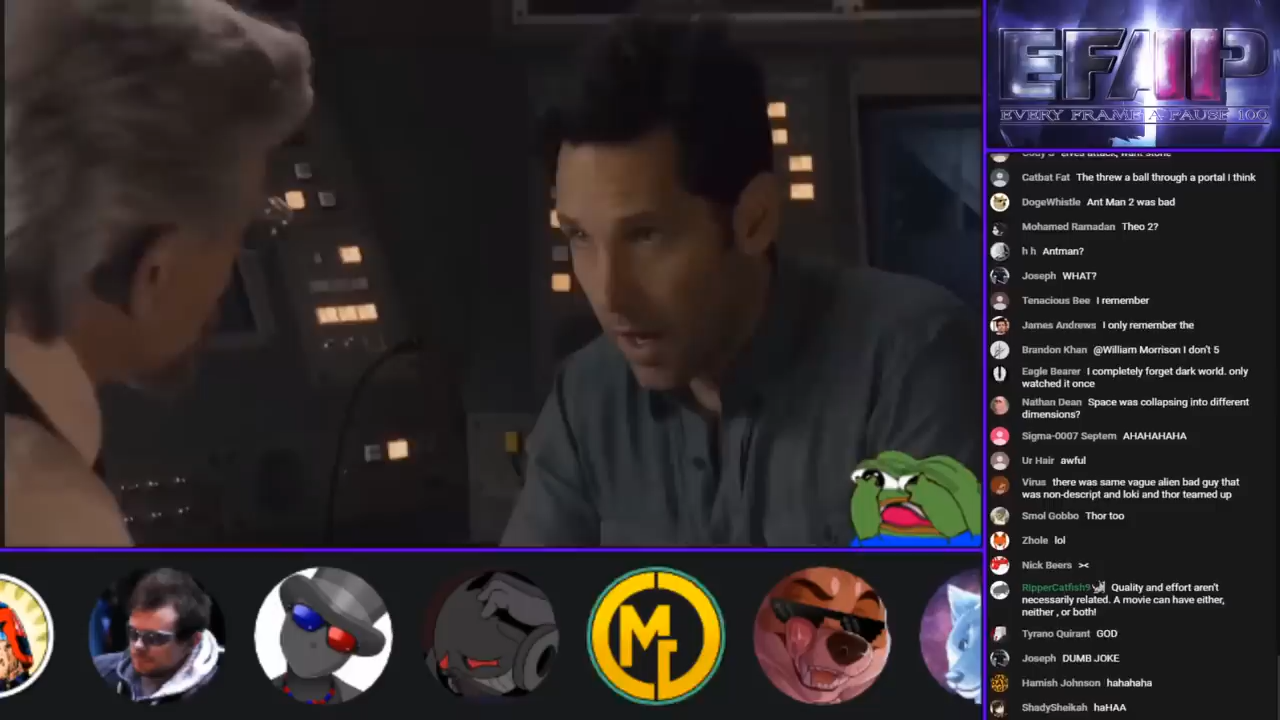 EFAP
EVERY FRAME A PAUSE 100
Catbat Fat The threw a ball through a portal I think
DogeWhistle Ant Man 2 was bad
Mohamed Ramadan Theo 2?
h h Antman?
Joseph WHAT?
Tenacious Bee I remember
James Andrews I only remember the
Brandon Khan @William Morrison I don't 5
Eagle Bearer I completely forget dark world. only
watched it once
Nathan Dean Space was collapsing into different
dimensions?
Sigma-0007 Septem AHAHAHAHA
Ur Hair awful
Virus there was same vague alien bad guy that
was non-descript and loki and thor teamed up
Smol Gobbo Thor too
Zhole lol
Nick Beers
RipperCatfish9 Quality and effort aren't
necessarily related. A movie can have either,
neither , or both!
Tyrano Quirant GOD
Joseph DUMB JOKE
Hamish Johnson hahahaha
ShadySheikah haHAA